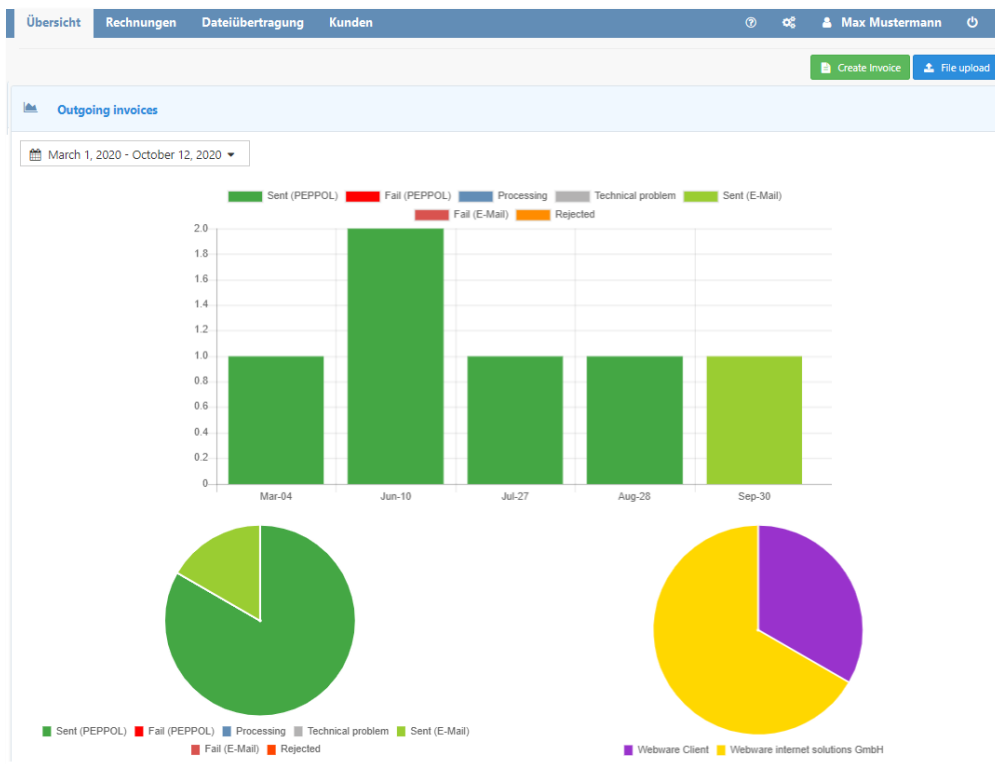 Übersicht Rechnungen Dateiübertragung Kunden Max Mustermann
Create Invoice File upload
Outgoing invoices
March 1, 2020 - October 12, 2020
Sent (PEPPOL) Fail (PEPPOL) Processing Technical problem Sent (E-Mail)
Fail (E-Mail) Rejected
2.0
1.8
1.6
1.4
1.2
1.0
0.8
0.6
0.4
0.2
0
Mar-04 Jun-10 Jul-27 Aug-28 Sep-30
Sent (PEPPOL) Fail (PEPPOL) Processing Technical problem Sent (E-Mail)
Fail (E-Mail) Rejected
Webware Client Webware internet solutions GmbH